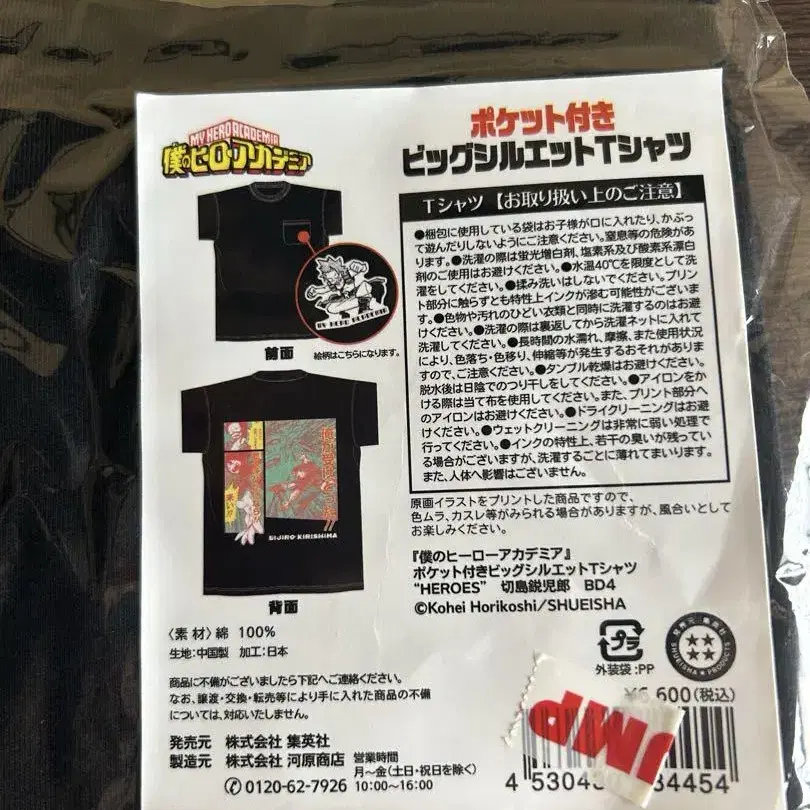 MY HERO ACADEMIA
僕のヒーローアカデミア
ポケット付き
ビッグシルエットTシャツ
Tシャツ【お取り扱い上のご注意】
●梱包に使用している袋はお子様が口に入れたり、かぶっ
て遊んだりしないようにご注意ください。窒息等の危険があり
ます。●洗濯の際は蛍光増白剤、塩素系及び酸素系漂白
剤のご使用はお避けください。●水温40℃を限度として洗
濯をしてください。●揉み洗いはしないでください。プリン
ト部分に触らずとも特性上インクが滲む可能性がございま
す。●色物や汚れのひどい衣類と同時に洗濯するのはお避
けください。●洗濯の際は裏返してから洗濯ネットに入れて
洗濯してください。●長時間の水濡れ、摩擦、また使用状況
により、色落ち・色移り、伸縮等が発生するおそれがありま
すので、ご注意ください。●タンブル乾燥はお避けください。
脱水後は日陰でのつり干しをしてください。●アイロンをか
ける際は当て布を使用してください。また、プリント部分へ
のアイロンはお避けください。●ドライクリーニングはお避
けください。●ウェットクリーニングは非常に弱い処理で
行ってください。●インクの特性上、若干の臭いが残ってい
る場合がございますが、洗濯するごとに薄れてまいります。
また、人体へ影響はございません。
MY HERO ACADEMIA
前面
絵柄はこちらになります。
来い!!
EIJIRO KIRISHIMA
背面
原画イラストをプリントした商品ですので、
色ムラ、カスレ等がみられる場合がありますが、風合いとして
お楽しみください。
『僕のヒーローアカデミア』
ポケット付きビッグシルエットTシャツ
“HEROES” 切島鋭児郎 BD4
©Kohei Horikoshi/SHUEISHA
〈素材〉綿 100%
生地:中国製 加工:日本
商品に不備がございましたら下記へご連絡ください。
なお、譲渡・交換・転売等により手に入れた商品の不備
については、対応いたしません。
発売元 株式会社 集英社
製造元 株式会社 河原商店
営業時間
月～金(土・日・祝日を除く)
0120-62-7926 10:00～16:00
プラ
外装袋:PP
発売元 集英社
SHUEISHA PRODUCTS
¥6,600(税込)
JMP
4 530430 34454